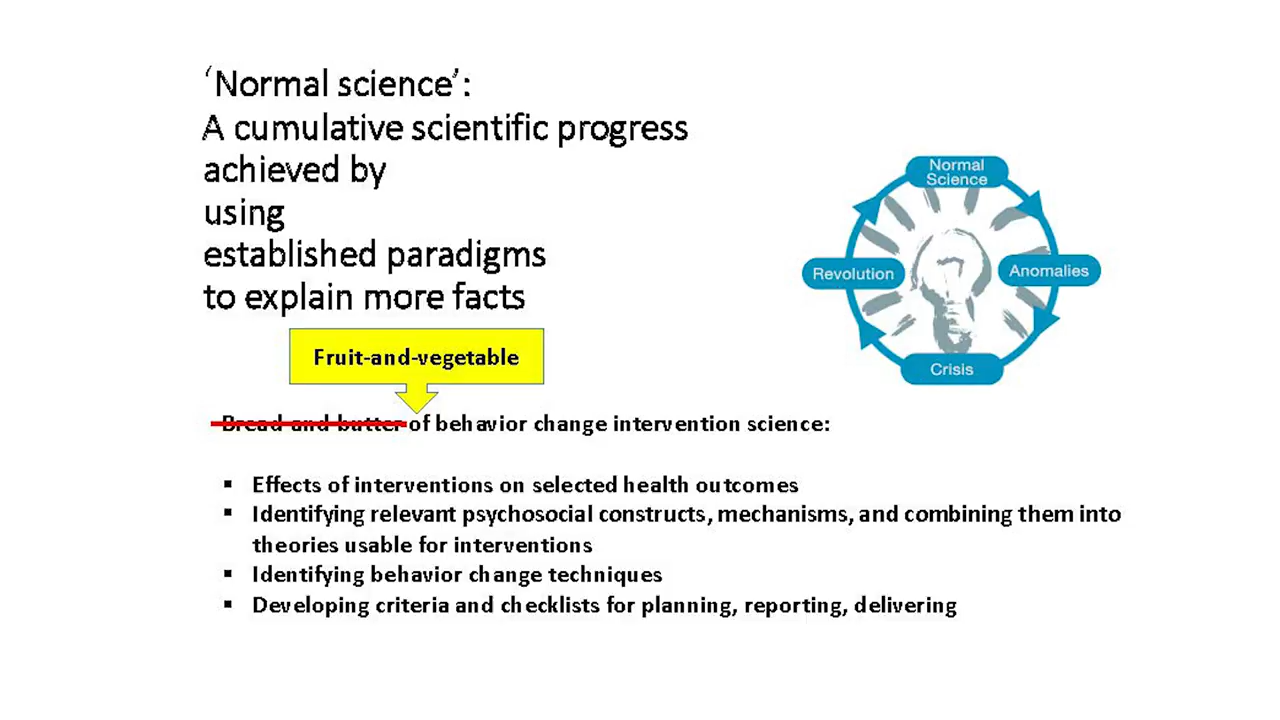 ‘Normal science’:
A cumulative scientific progress
achieved by
using
established paradigms
to explain more facts
Normal
Science
Revolution
Anomalies
Crisis
Fruit-and-vegetable
Bread-and-butter of behavior change intervention science:
▪ Effects of interventions on selected health outcomes
▪ Identifying relevant psychosocial constructs, mechanisms, and combining them into
theories usable for interventions
▪ Identifying behavior change techniques
▪ Developing criteria and checklists for planning, reporting, delivering